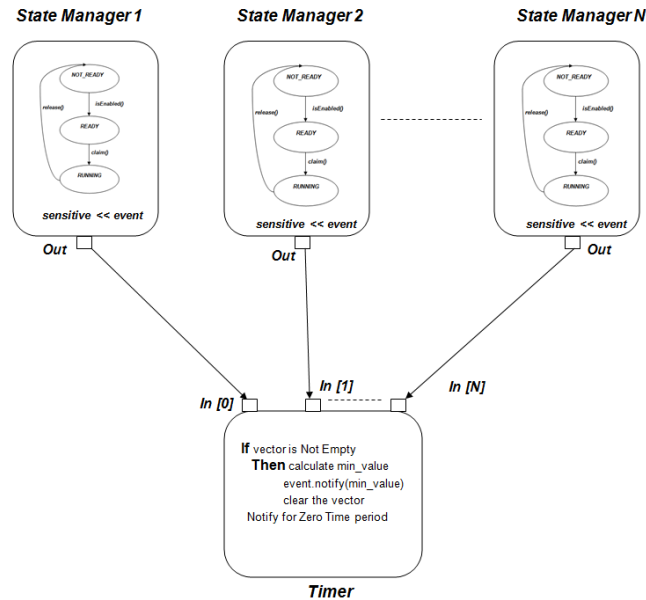 State Manager 1
State Manager 2
State Manager N
NOT_READY
isEnabled()
release()
READY
claim()
RUNNING
sensitive << event
NOT_READY
isEnabled()
release()
READY
claim()
RUNNING
sensitive << event
NOT_READY
isEnabled()
release()
READY
claim()
RUNNING
sensitive << event
Out
Out
Out
In [0]
In [1]
In [N]
If vector is Not Empty
Then calculate min_value
event.notify(min_value)
clear the vector
Notify for Zero Time period
Timer